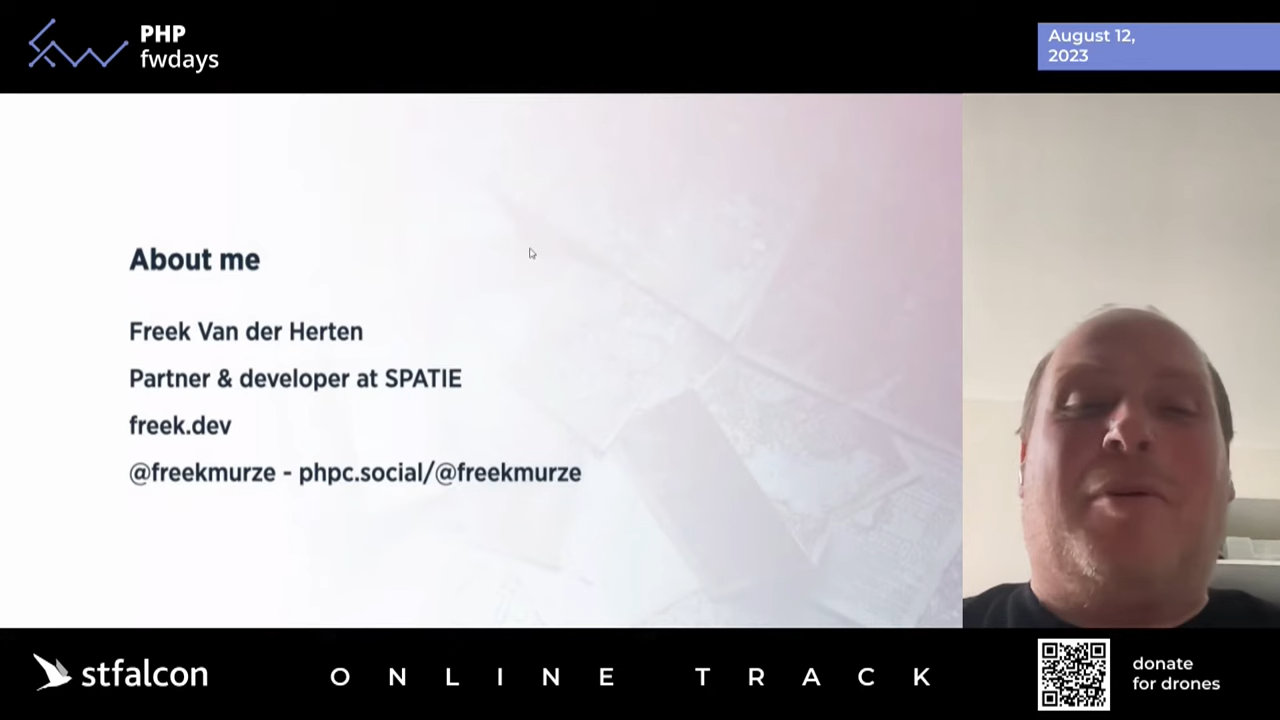 PHP
fwdays
August 12,
2023
About me
Freek Van der Herten
Partner & developer at SPATIE
freek.dev
@freekmurze - phpc.social/@freekmurze
stfalcon
ONLINE TRACK
donate
for drones